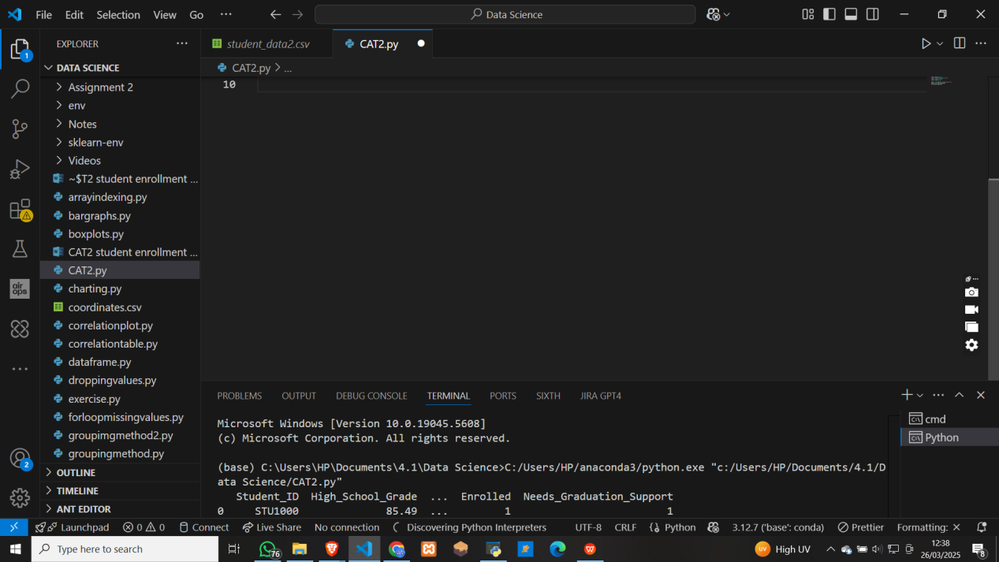 File Edit Selection View Go ...
Data Science
EXPLORER ...
DATA SCIENCE
Assignment 2
env
Notes
sklearn-env
Videos
~$T2 student enrollment ...
arrayindexing.py
bargraphs.py
boxplots.py
CAT2 student enrollment ...
CAT2.py
charting.py
coordinates.csv
correlationplot.py
correlationtable.py
dataframe.py
droppingvalues.py
exercise.py
forloopmissingvalues.py
groupimgmethod2.py
groupingmethod.py
OUTLINE
TIMELINE
ANT EDITOR
1
air
ops
2
student_data2.csv
CAT2.py
CAT2.py > ...
10
PROBLEMS OUTPUT DEBUG CONSOLE TERMINAL PORTS SIXTH JIRA GPT4
Microsoft Windows [Version 10.0.19045.5608]
(c) Microsoft Corporation. All rights reserved.
(base) C:\Users\HP\Documents\4.1\Data Science>C:/Users/HP/anaconda3/python.exe "c:/Users/HP/Documents/4.1/D
ata Science/CAT2.py"
Student_ID High_School_Grade ... Enrolled Needs_Graduation_Support
0 STU1000 85.49 ... 1 1
cmd
Python
Launchpad 0 0 Connect Live Share No connection Discovering Python Interpreters UTF-8 CRLF Python 3.12.7 ('base': conda) Prettier Formatting: ×
Type here to search
76
UV High UV
12:38
26/03/2025
8